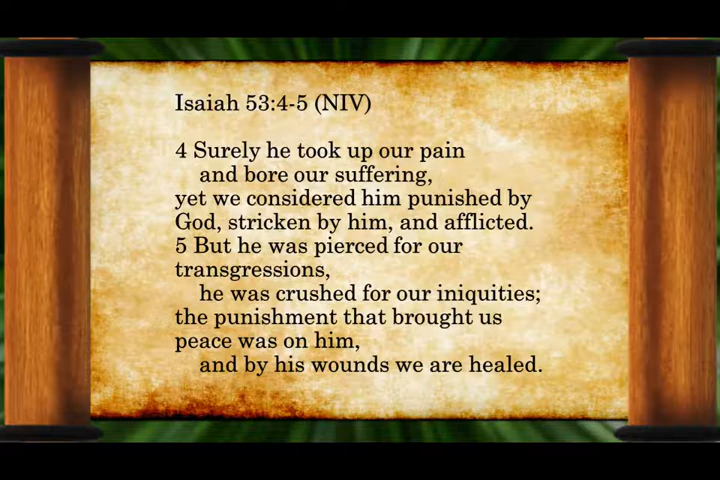 Isaiah 53:4-5 (NIV)
4 Surely he took up our pain
and bore our suffering,
yet we considered him punished by
God, stricken by him, and afflicted.
5 But he was pierced for our
transgressions,
he was crushed for our iniquities;
the punishment that brought us
peace was on him,
and by his wounds we are healed.